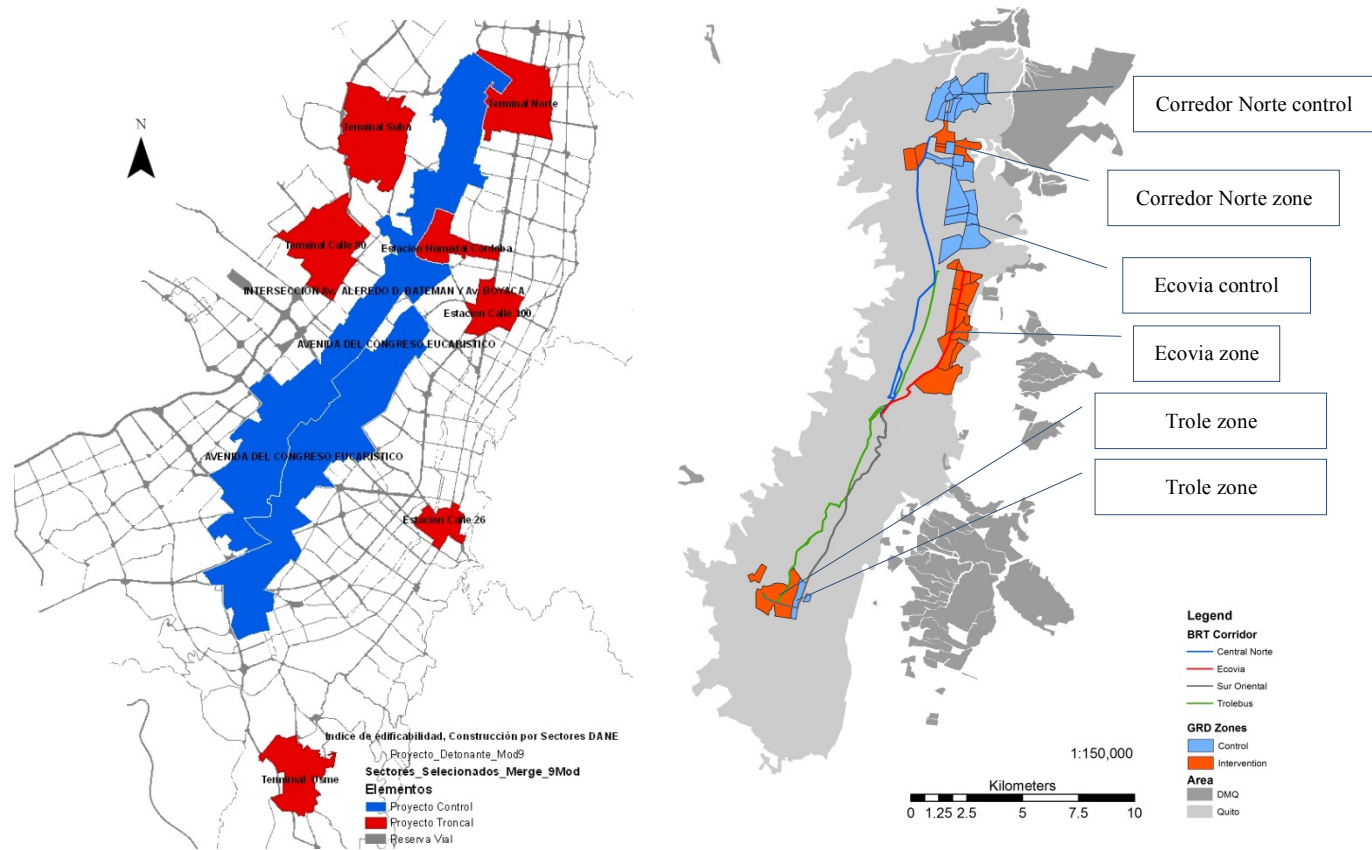 N
Terminal Norte
Terminal Suba
Terminal Calle 80
Estacion Humedal Cordoba
INTERSECCION Av. ALFREDO D. BATEMAN Y Av. BOYACA
Estacion Calle 100
AVENIDA DEL CONGRESO EUCARISTICO
AVENIDA DEL CONGRESO EUCARISTICO
Estacion Calle 26
Terminal Usme
Indice de edificabilidad, Construcción por Sectores DANE
Proyecto_Detonante_Mod9
Sectores_Selecionados_Merge_9Mod
Elementos
Proyecto Control
Proyecto Troncal
Reserva Vial
Corredor Norte control
Corredor Norte zone
Ecovia control
Ecovia zone
Trole zone
Trole zone
Legend
BRT Corridor
Central Norte
Ecovia
Sur Oriental
Trolebus
GRD Zones
Control
Intervention
Area
DMQ
Quito
1:150,000
Kilometers
0 1.25 2.5 5 7.5 10